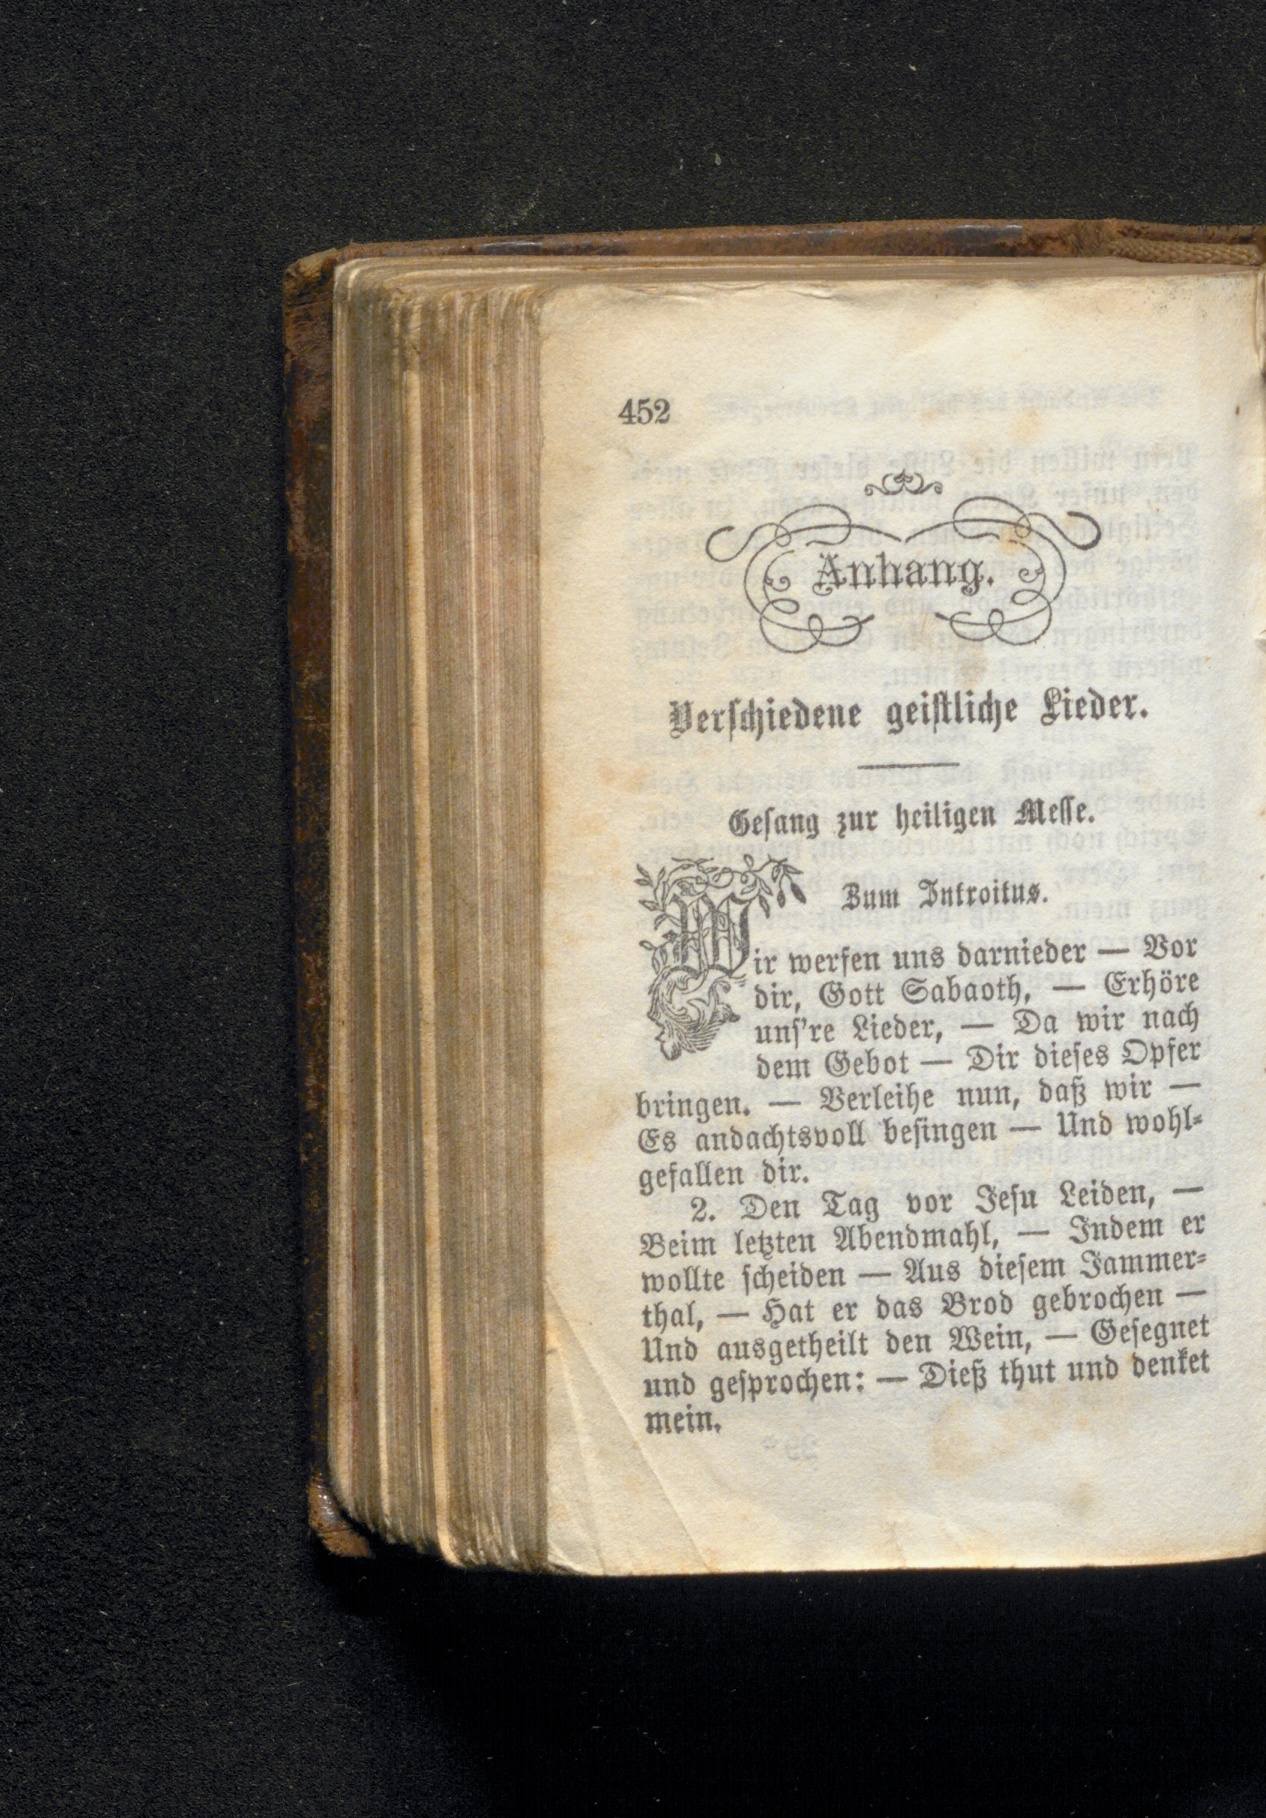 452
Anhang.
Verschiedene geistliche Lieder.
Gesang zur heiligen Messe.
Zum Introitus.
Wir werfen uns darnieder — Vor
dir, Gott Sabaoth, — Erhöre
uns're Lieder, — Da wir nach
dem Gebot — Dir dieses Opfer
bringen. — Verleihe nun, daß wir —
Es andachtsvoll besingen — Und wohl-
gefallen dir.
2. Den Tag vor Jesu Leiden, —
Beim letzten Abendmahl, — Indem er
wollte scheiden — Aus diesem Jammer-
thal, — Hat er das Brod gebrochen —
Und ausgetheilt den Wein, — Gesegnet
und gesprochen: — Dieß thut und denket
mein.